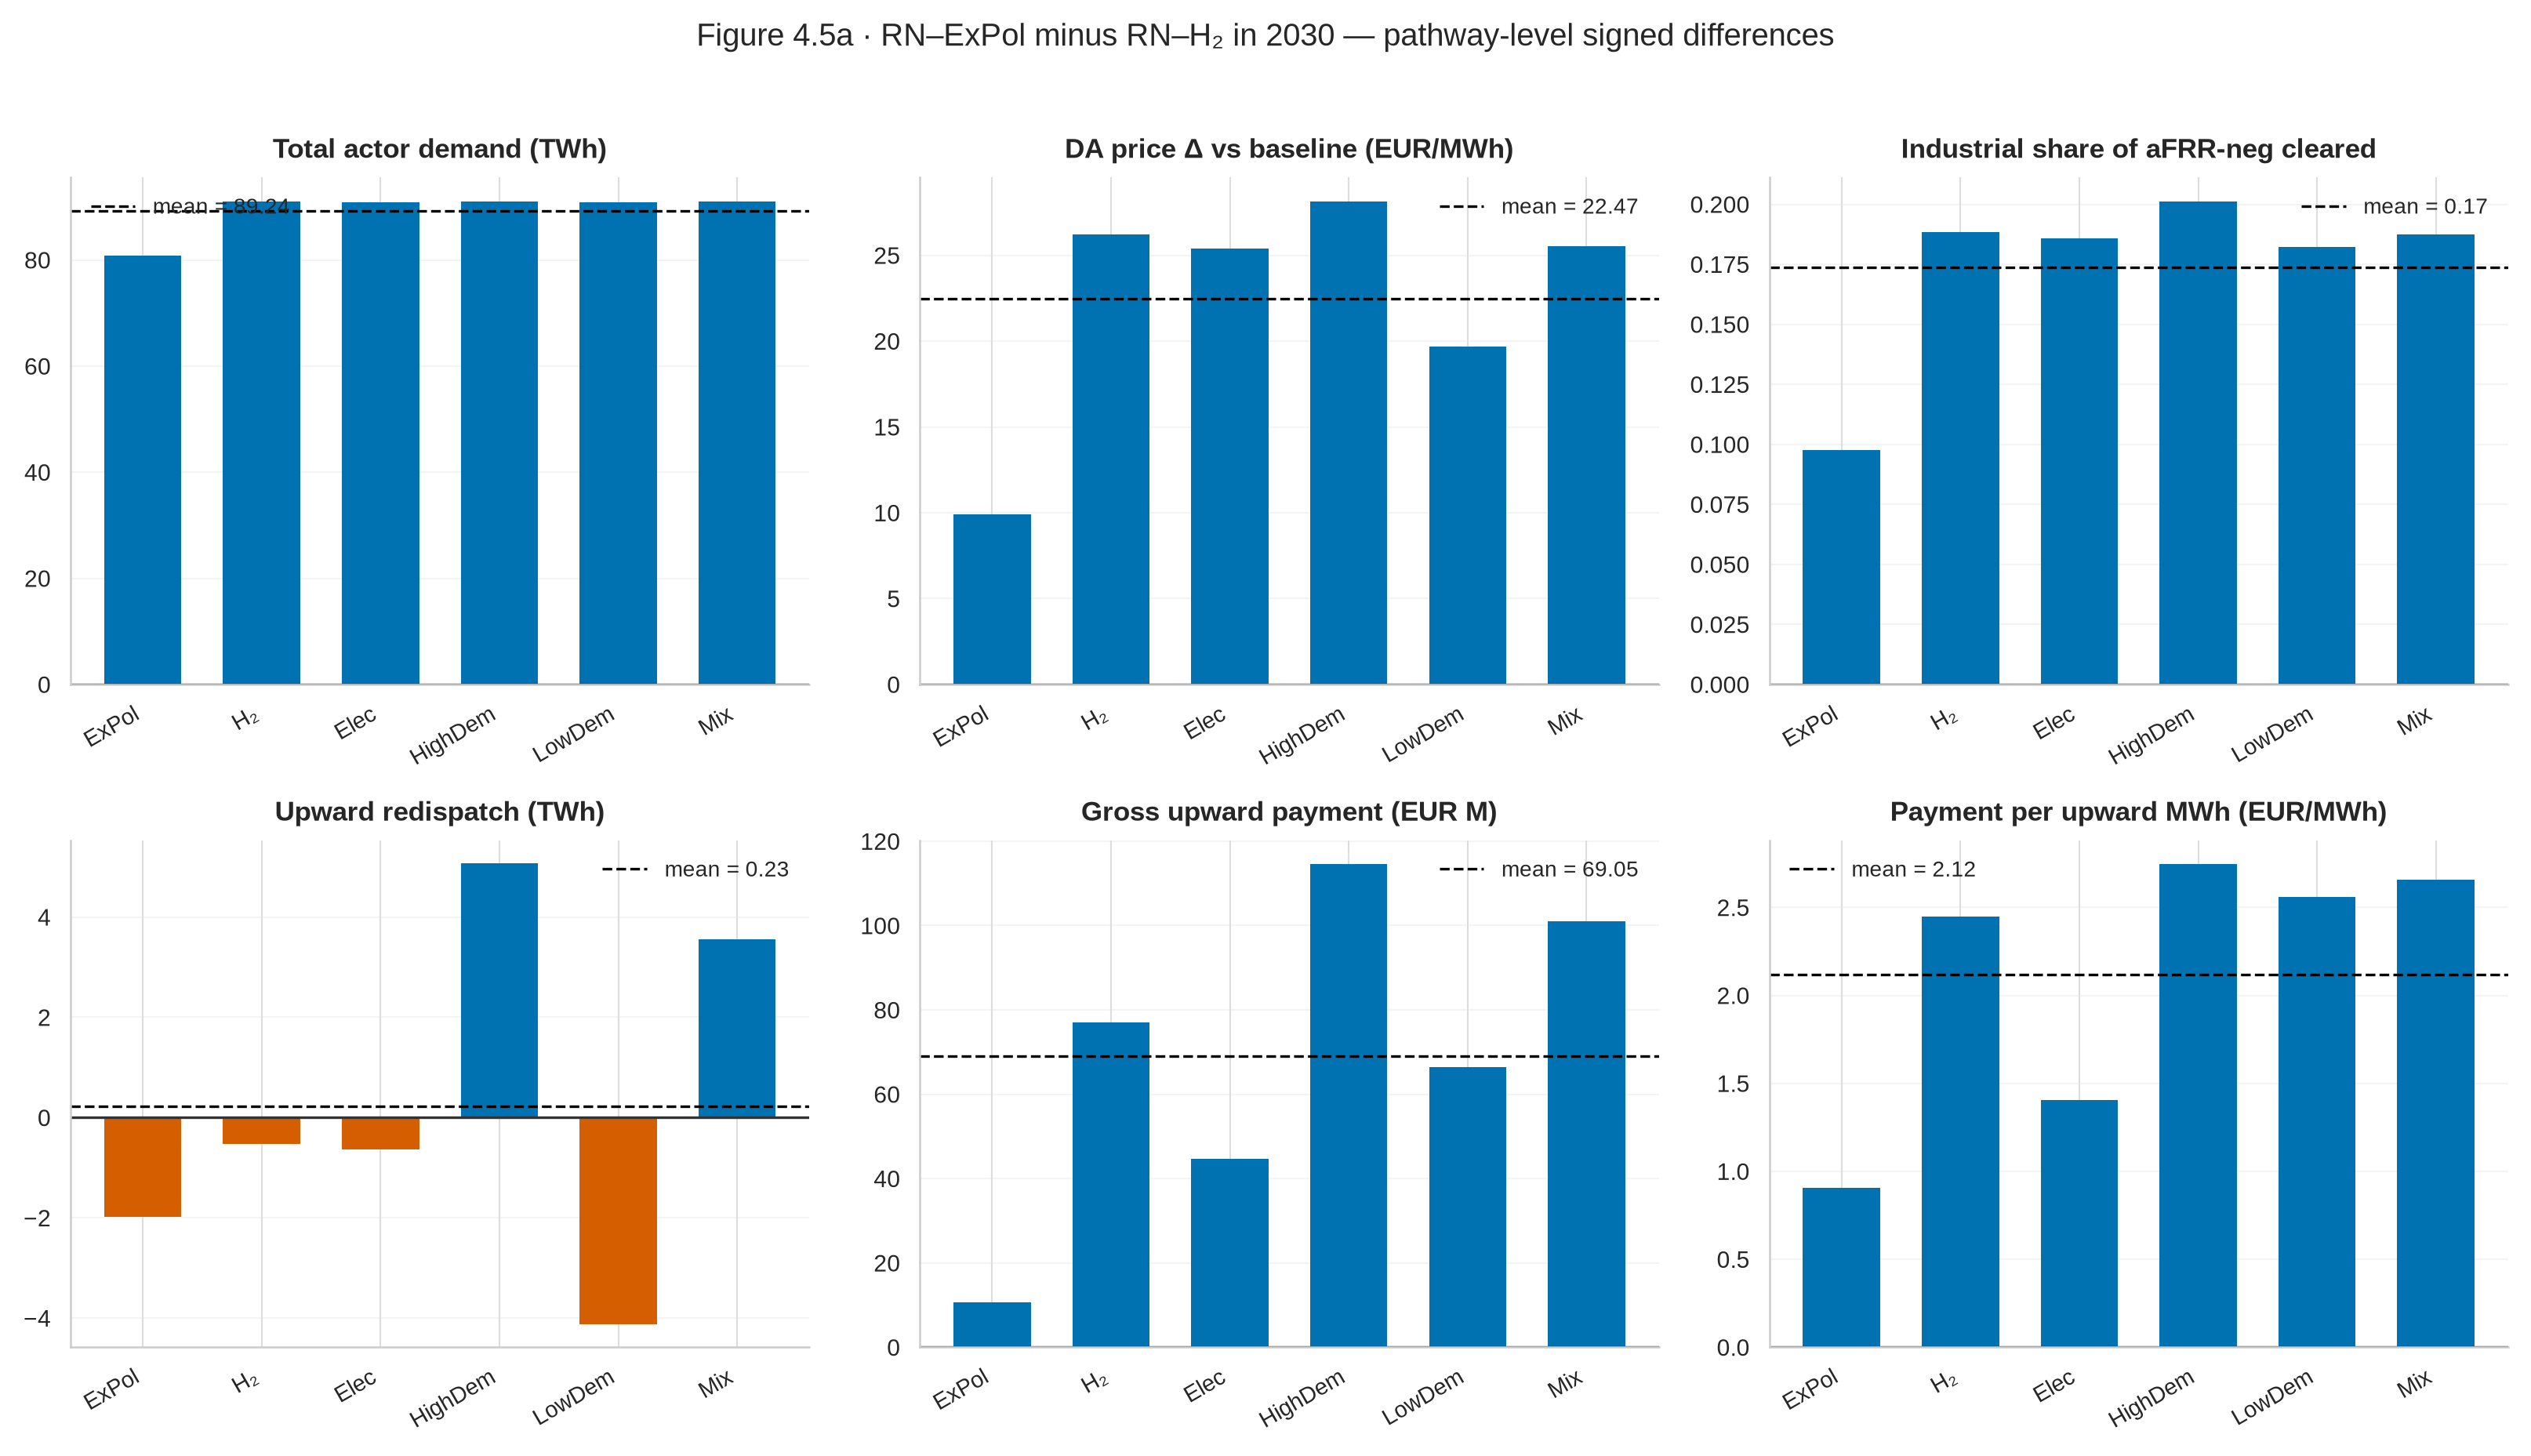 Figure 4.5a · RN–ExPol minus RN–H₂ in 2030 — pathway-level signed differences
Total actor demand (TWh)
mean = 89.24
80
60
40
20
0
ExPol
H₂
Elec
HighDem
LowDem
Mix
DA price Δ vs baseline (EUR/MWh)
mean = 22.47
25
20
15
10
5
0
ExPol
H₂
Elec
HighDem
LowDem
Mix
Industrial share of aFRR-neg cleared
mean = 0.17
0.200
0.175
0.150
0.125
0.100
0.075
0.050
0.025
0.000
ExPol
H₂
Elec
HighDem
LowDem
Mix
Upward redispatch (TWh)
mean = 0.23
4
2
0
−2
−4
ExPol
H₂
Elec
HighDem
LowDem
Mix
Gross upward payment (EUR M)
mean = 69.05
120
100
80
60
40
20
0
ExPol
H₂
Elec
HighDem
LowDem
Mix
Payment per upward MWh (EUR/MWh)
mean = 2.12
2.5
2.0
1.5
1.0
0.5
0.0
ExPol
H₂
Elec
HighDem
LowDem
Mix